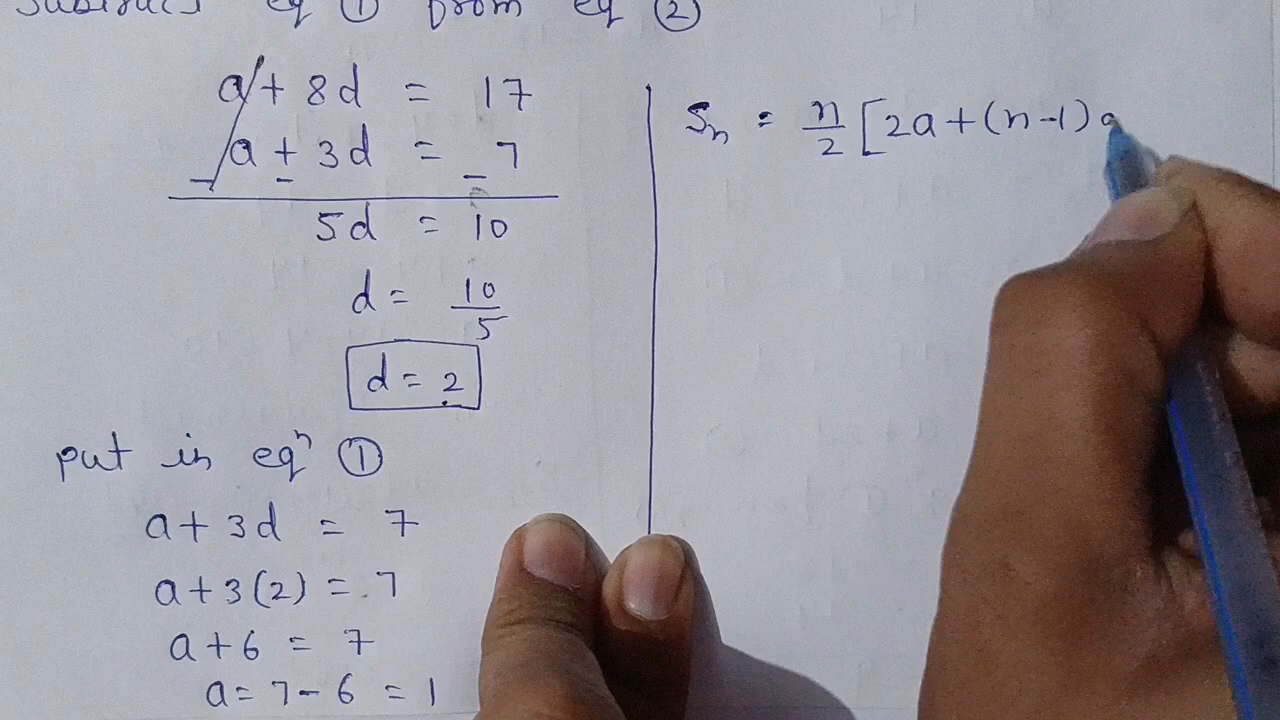 eq ① from eq ②
a + 8d = 17
- a + 3d = 7
- -
5d = 10
d = 10/5
d = 2
put in eqⁿ ①
a + 3d = 7
a + 3(2) = 7
a + 6 = 7
a = 7 - 6 = 1
Sn = n/2 [2a + (n-1)